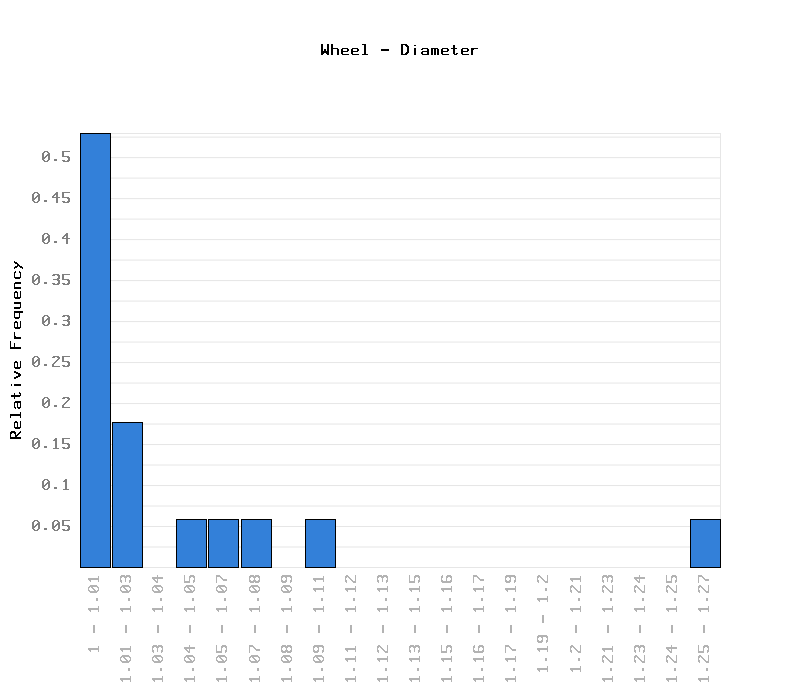 Wheel - Diameter
Relative Frequency
0.5
0.45
0.4
0.35
0.3
0.25
0.2
0.15
0.1
0.05
1 - 1.01
1.01 - 1.03
1.03 - 1.04
1.04 - 1.05
1.05 - 1.07
1.07 - 1.08
1.08 - 1.09
1.09 - 1.11
1.11 - 1.12
1.12 - 1.13
1.13 - 1.15
1.15 - 1.16
1.16 - 1.17
1.17 - 1.19
1.19 - 1.2
1.2 - 1.21
1.21 - 1.23
1.23 - 1.24
1.24 - 1.25
1.25 - 1.27